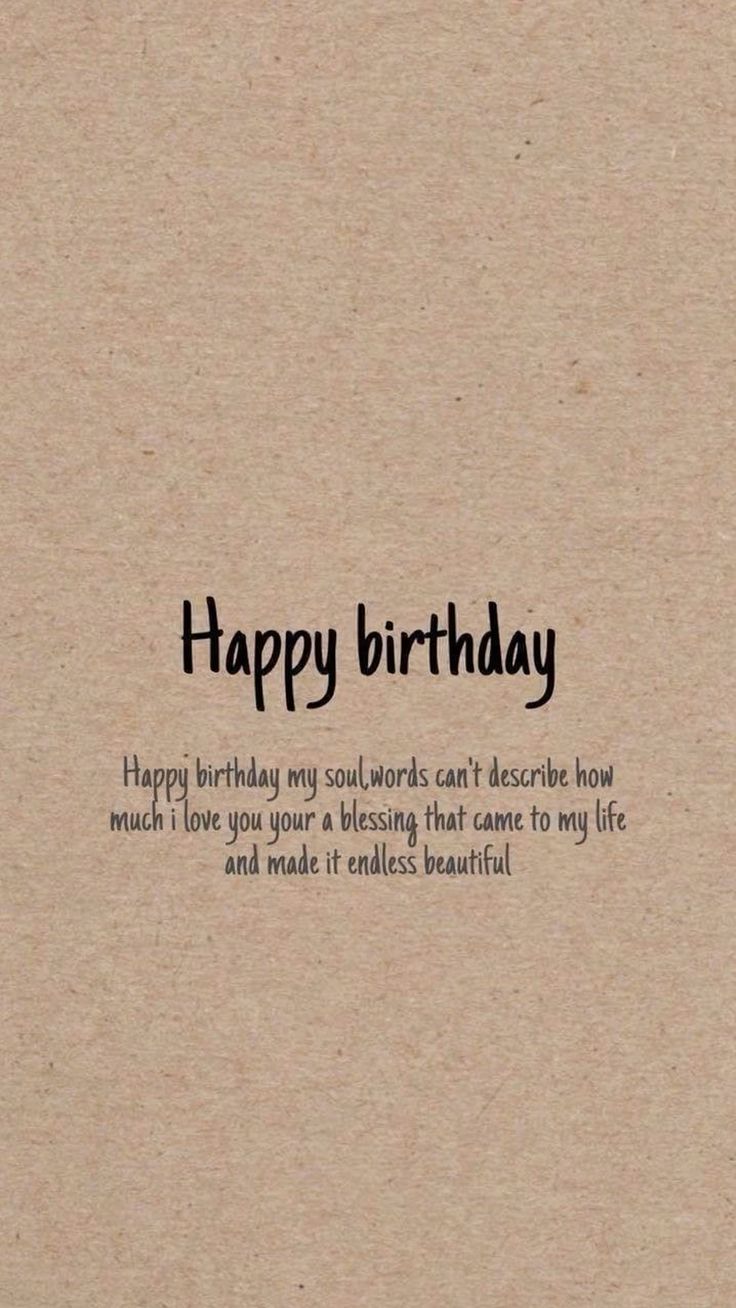 Happy birthday
Happy birthday my soul,words can't describe how
much i love you your a blessing that came to my life
and made it endless beautiful